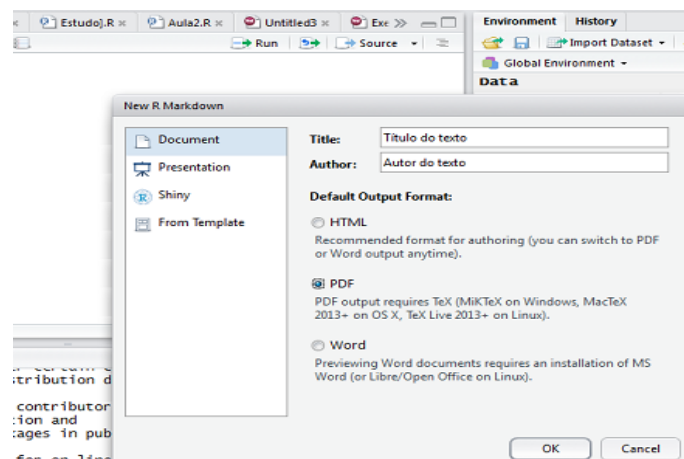 Estudo].R
Aula2.R
Untitled3
Exe
Environment
History
Run
Source
Import Dataset
Global Environment
Data
New R Markdown
Document
Presentation
Shiny
From Template
Title:
Título do texto
Author:
Autor do texto
Default Output Format:
HTML
Recommended format for authoring (you can switch to PDF
or Word output anytime).
PDF
PDF output requires TeX (MiKTeX on Windows, MacTeX
2013+ on OS X, TeX Live 2013+ on Linux).
Word
Previewing Word documents requires an installation of MS
Word (or Libre/Open Office on Linux).
OK
Cancel
stribution d
contributor
tion and
kages in pub